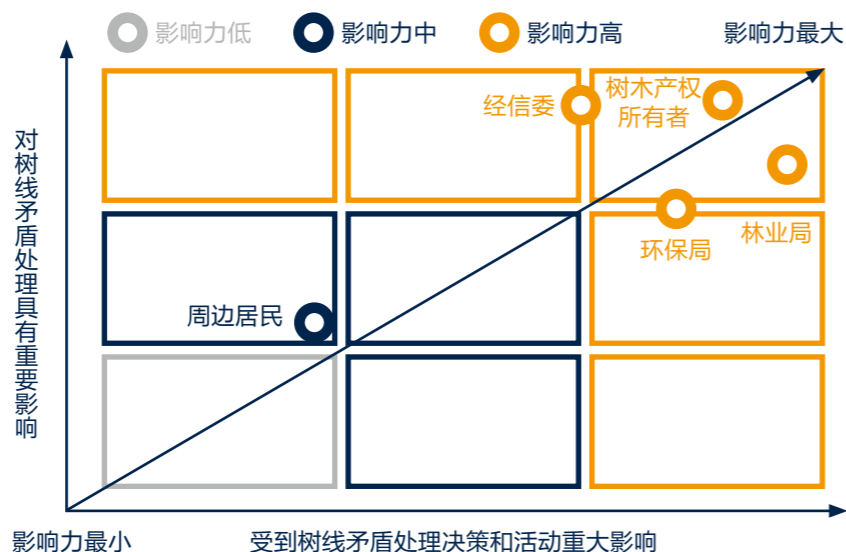 影响力低
影响力中
影响力高
影响力最大
经信委
树木产权
所有者
林业局
环保局
周边居民
对树线矛盾处理具有重要影响
影响力最小
受到树线矛盾处理决策和活动重大影响